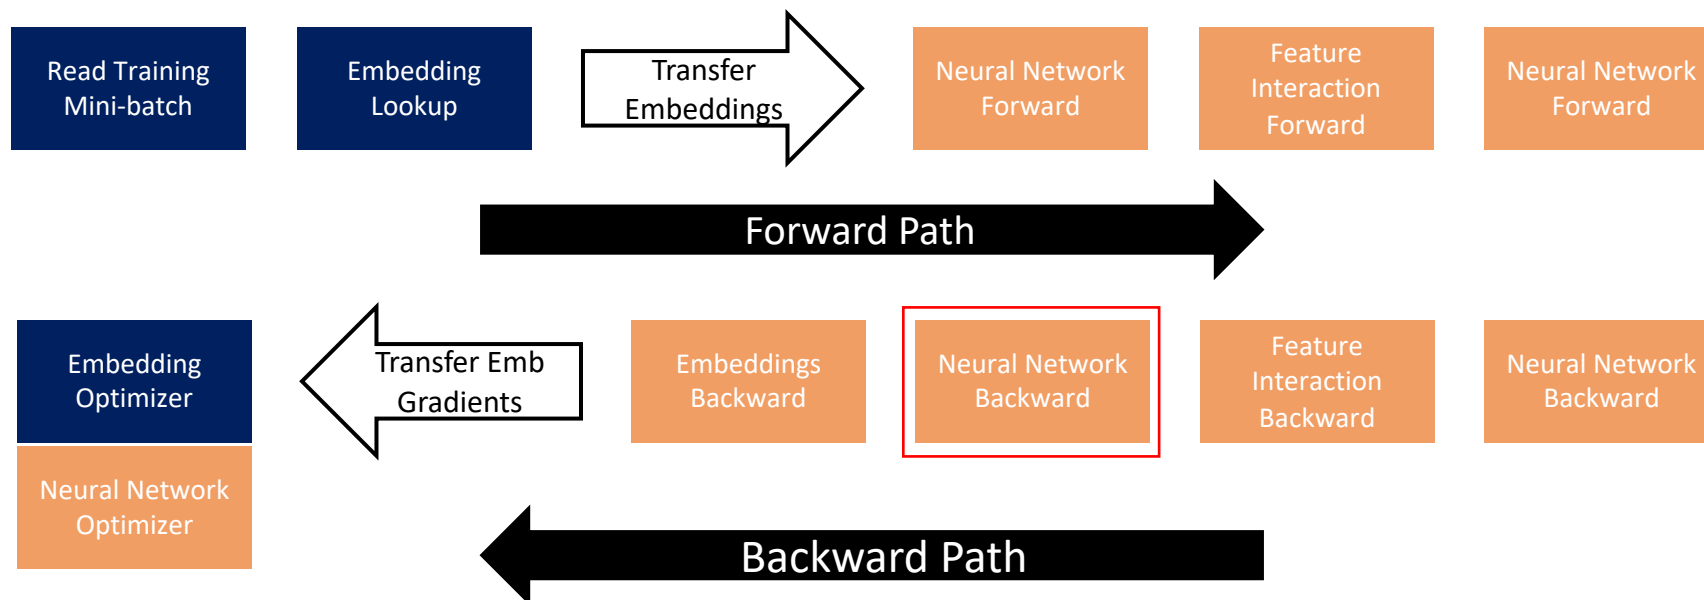 Read Training
Mini-batch
Embedding
Lookup
Transfer
Embeddings
Neural Network
Forward
Feature
Interaction
Forward
Neural Network
Forward
Forward Path
Embedding
Optimizer
Neural Network
Optimizer
Transfer Emb
Gradients
Embeddings
Backward
Neural Network
Backward
Feature
Interaction
Backward
Neural Network
Backward
Backward Path